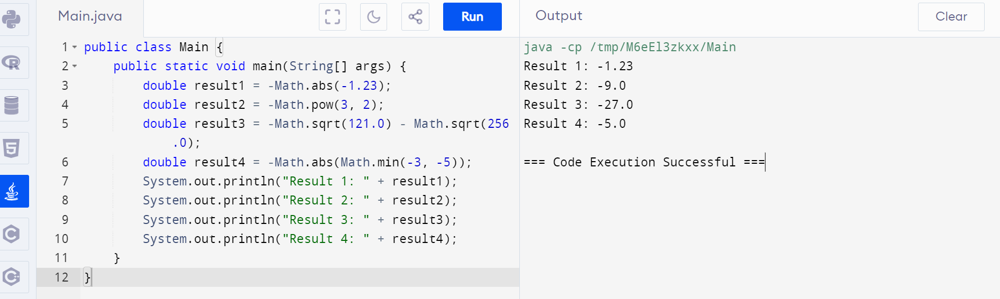 Main.java
Run
1 public class Main {
2 public static void main(String[] args) {
3 double result1 = -Math.abs(-1.23);
4 double result2 = -Math.pow(3, 2);
5 double result3 = -Math.sqrt(121.0) - Math.sqrt(256
.0);
6 double result4 = -Math.abs(Math.min(-3, -5));
7 System.out.println("Result 1: " + result1);
8 System.out.println("Result 2: " + result2);
9 System.out.println("Result 3: " + result3);
10 System.out.println("Result 4: " + result4);
11 }
12 }
Output
Clear
java -cp /tmp/M6eEl3zkxx/Main
Result 1: -1.23
Result 2: -9.0
Result 3: -27.0
Result 4: -5.0
=== Code Execution Successful ===
R
5
C
C++